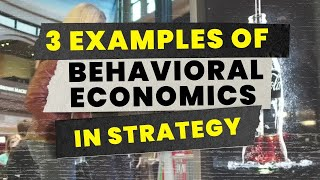 3 EXAMPLES OF
BEHAVIORAL
ECONOMICS
IN STRATEGY